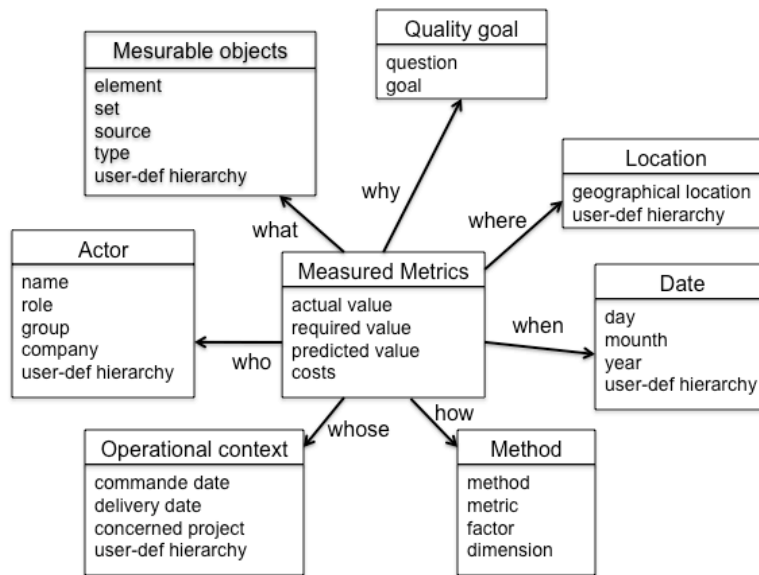 Quality goal
question
goal
Mesurable objects
element
set
source
type
user-def hierarchy
Location
geographical location
user-def hierarchy
why
where
what
Actor
name
role
group
company
user-def hierarchy
Measured Metrics
actual value
required value
predicted value
costs
Date
day
mounth
year
user-def hierarchy
when
who
whose
how
Operational context
commande date
delivery date
concerned project
user-def hierarchy
Method
method
metric
factor
dimension